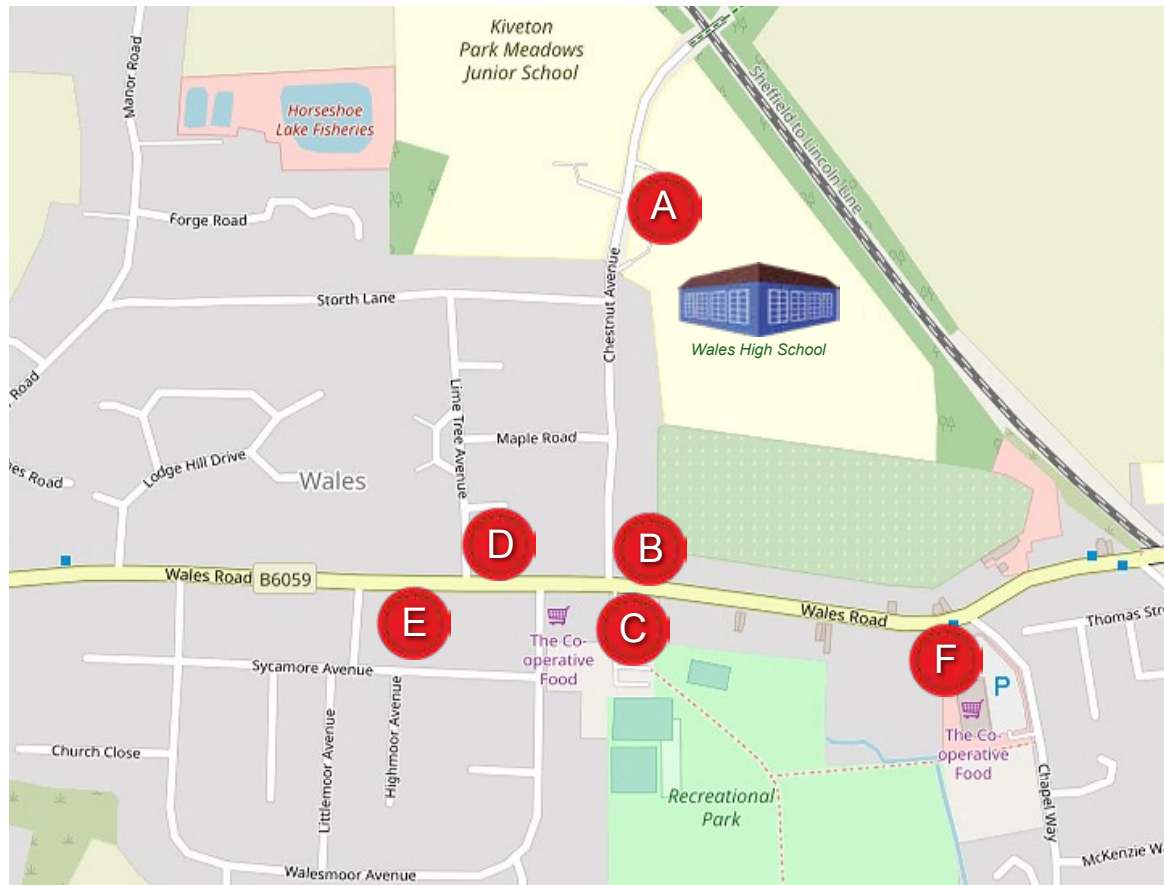 Kiveton
Park Meadows
Junior School
Manor Road
Horseshoe
Lake Fisheries
Sheffield to Lincoln Line
A
Forge Road
Chestnut Avenue
Storth Lane
Wales High School
Road
Lime Tree Avenue
Maple Road
Lodge Hill Drive
Wales
es Road
D
B
Wales Road
B6059
E
C
Wales Road
Thomas Str
The Co-
operative
Food
F
Sycamore Avenue
P
Highmoor Avenue
Littlemoor Avenue
Church Close
The Co-
operative
Food
Recreational
Park
Chapel Way
McKenzie Wa
Walesmoor Avenue